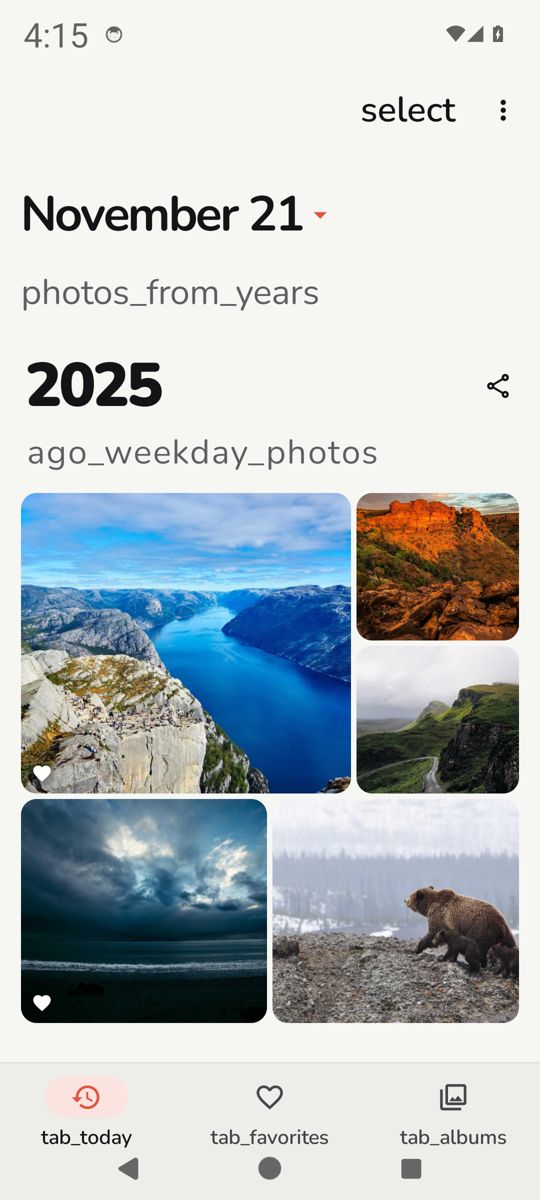 4:15
select
November 21
photos_from_years
2025
ago_weekday_photos
tab_today
tab_favorites
tab_albums